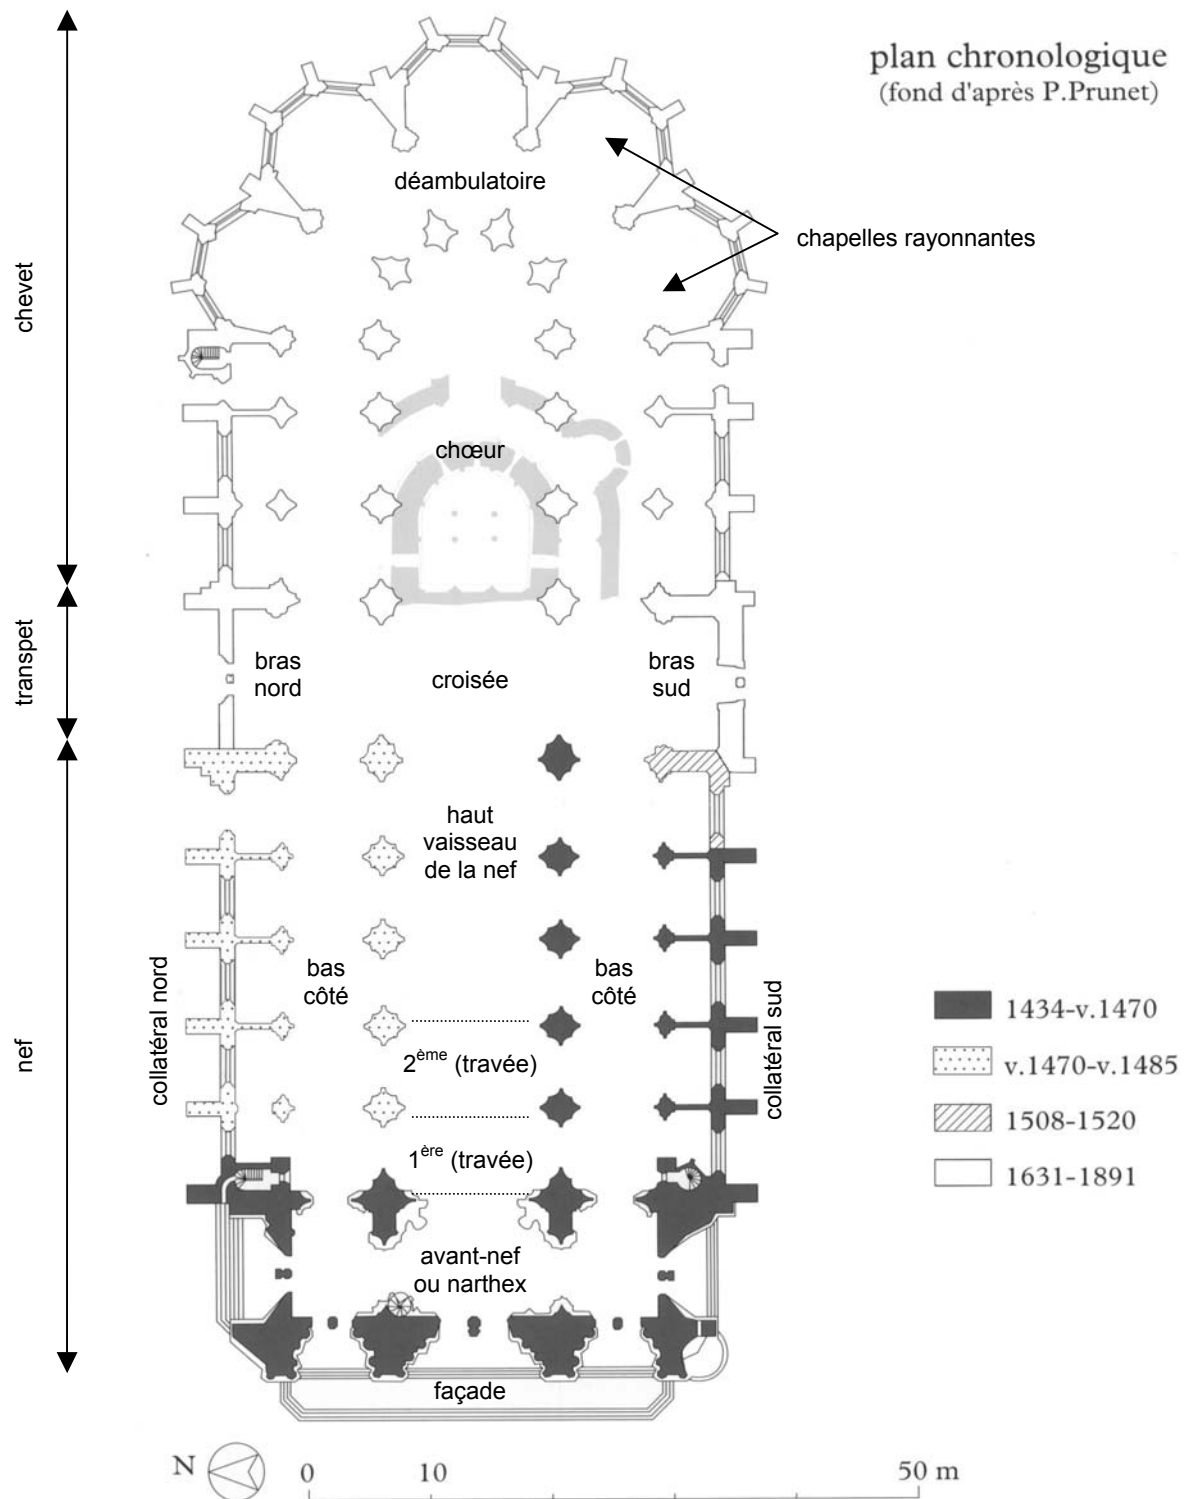 plan chronologique
(fond d'après P.Prunet)
déambulatoire
chapelles rayonnantes
chevet
chœur
transpet
bras
nord
croisée
bras
sud
haut
vaisseau
de la nef
nef
collatéral nord
bas
côté
bas
côté
collatéral sud
2ème (travée)
1ère (travée)
avant-nef
ou narthex
façade
1434-v.1470
v.1470-v.1485
1508-1520
1631-1891
N
0
10
50 m